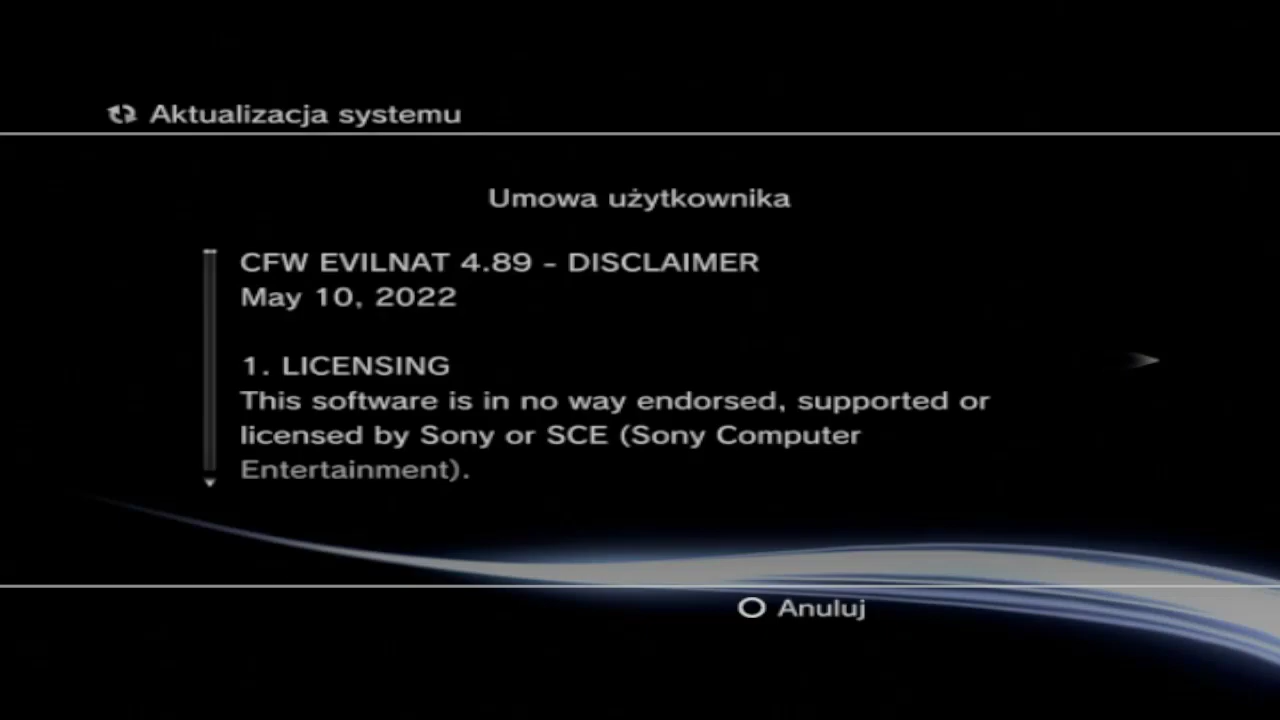 Aktualizacja systemu
Umowa użytkownika
CFW EVILNAT 4.89 - DISCLAIMER
May 10, 2022
1. LICENSING
This software is in no way endorsed, supported or
licensed by Sony or SCE (Sony Computer
Entertainment).
Anuluj